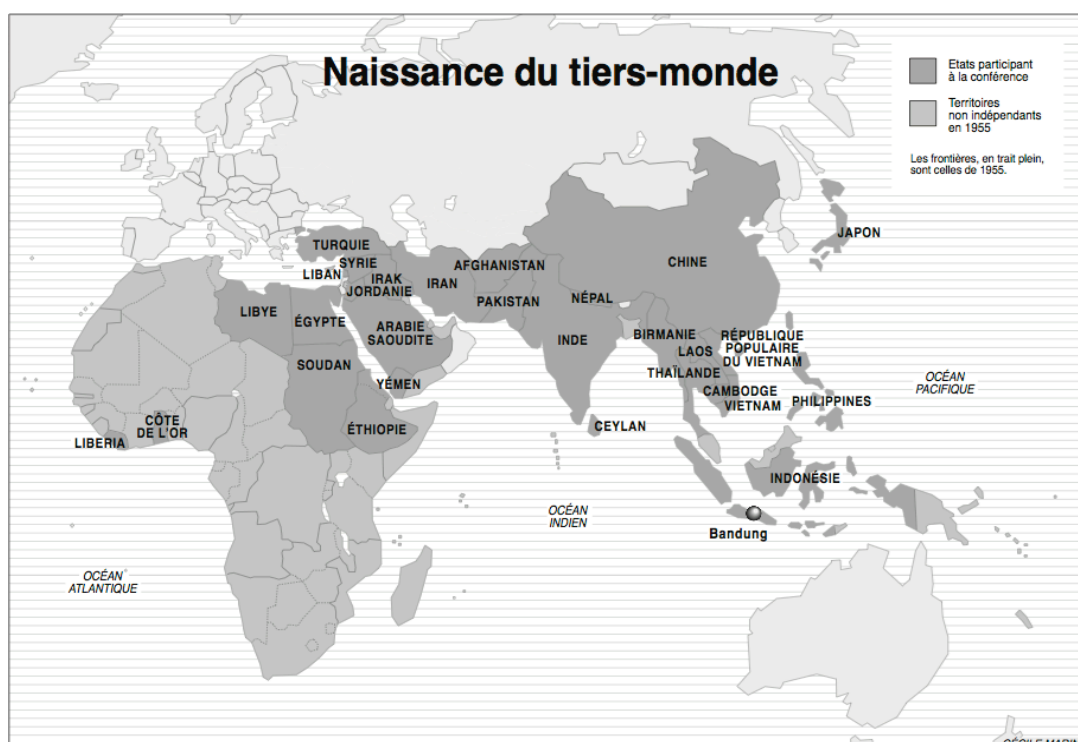 Naissance du tiers-monde
Etats participant
à la conférence
Territoires
non indépendants
en 1955
Les frontières, en trait plein,
sont celles de 1955.
JAPON
TURQUIE
SYRIE
LIBAN
IRAK
JORDANIE
IRAN
AFGHANISTAN
CHINE
PAKISTAN
NÉPAL
LIBYE
ÉGYPTE
ARABIE
SAOUDITE
INDE
BIRMANIE
RÉPUBLIQUE
POPULAIRE
DU VIETNAM
LAOS
SOUDAN
THAÏLANDE
YÉMEN
CAMBODGE
VIETNAM
PHILIPPINES
OCÉAN
PACIFIQUE
CÔTE
DE L'OR
LIBERIA
ÉTHIOPIE
CEYLAN
INDONÉSIE
OCÉAN
INDIEN
Bandung
OCÉAN
ATLANTIQUE
CÉCILE MARIN